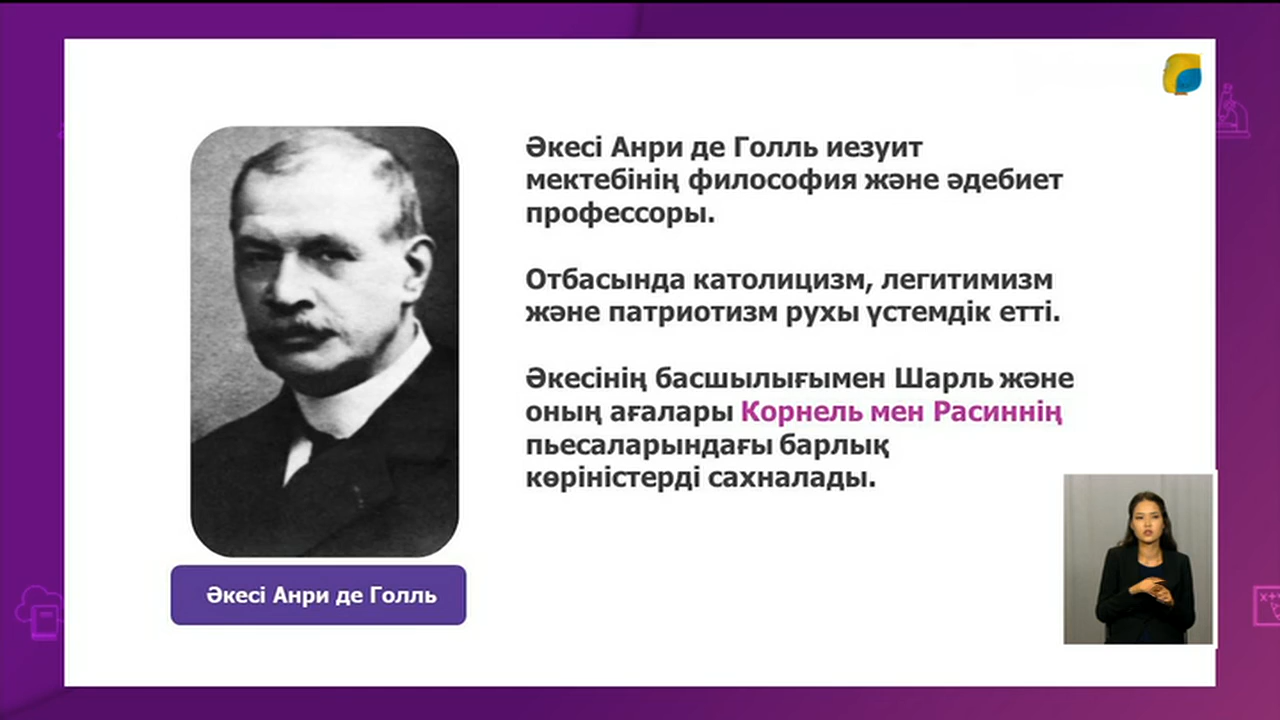 Әкесі Анри де Голль иезуит
мектебінің философия және әдебиет
профессоры.
Отбасында католицизм, легитимизм
және патриотизм рухы үстемдік етті.
Әкесінің басшылығымен Шарль және
оның ағалары Корнель мен Расиннің
пьесаларындағы барлық
көріністерді сахналады.
Әкесі Анри де Голль